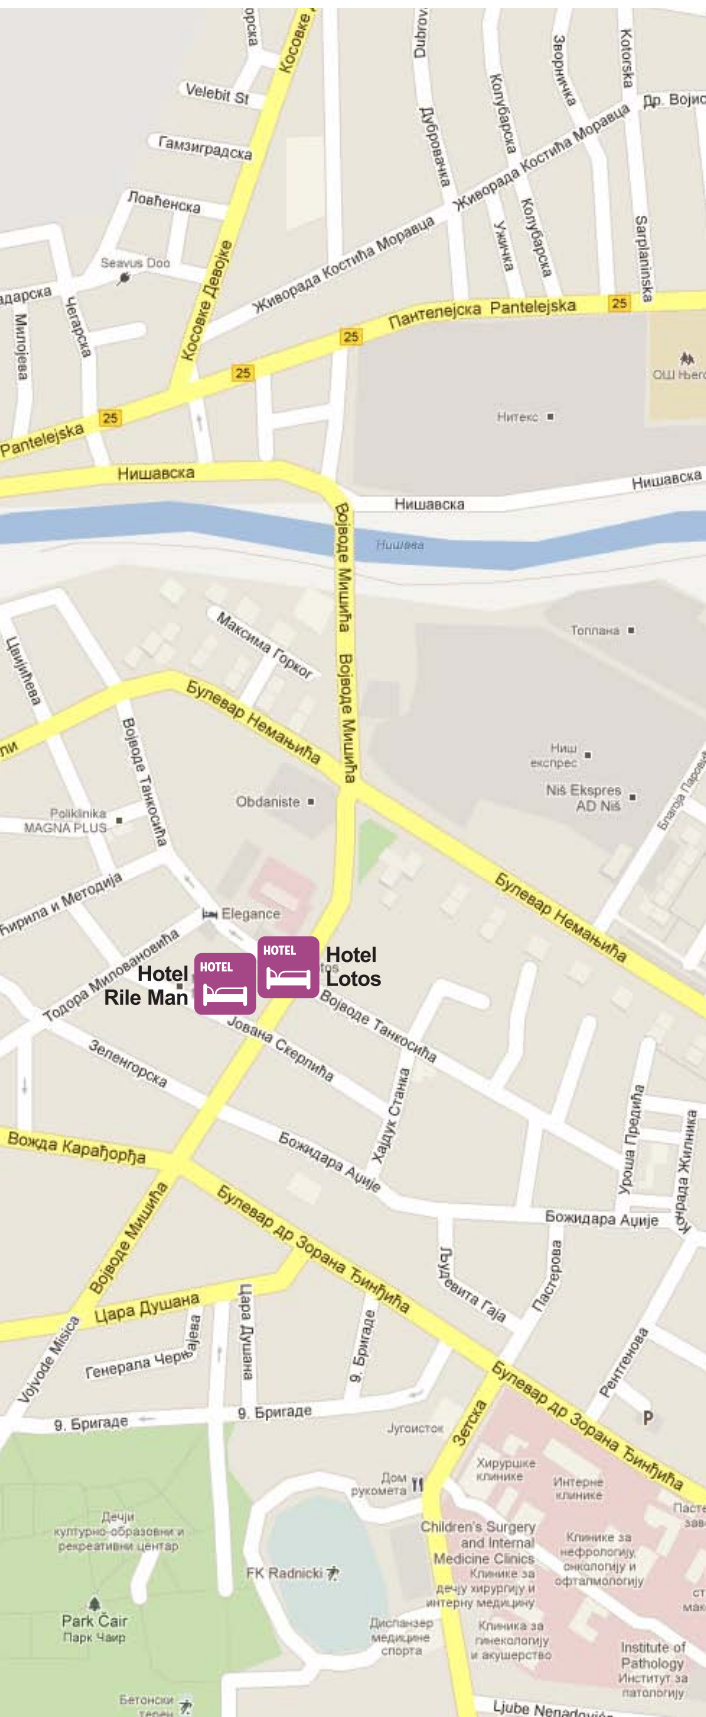 Косовке
Velebit St
Гамзиградска
Ловћенска
Косовке Девојке
Seavus Doo
Чегарска
Милојева
Dubrov
Дубровачка
Колубарска
Зворничка
Kotorska
Др. Војис
Живорада Костића Моравца
Живорада Костића Моравца
Ужичка
Колубарска
Sarplaninska
Пантелејска Pantelejska
25
25
25
25
Pantelejska
Нитекс
Нишавска
Нишавска
Нишавска
Нишава
Војводе Мишића
Војводе Мишића
Максима Горког
Цвијићева
Топлана
Булевар Немањића
Војводе Танкосића
Ниш
експрес
Niš Ekspres
AD Niš
Obdaniste
Poliklinika
MAGNA PLUS
Булевар Немањића
Elegance
Тодора Миловановића
HOTEL
Hotel
Rile Man
HOTEL
Hotel
Lotos
Војводе Танкосића
Јована Скерлића
Зеленгорска
Хајдук Станка
Уроша Предића
Конрада Жилника
Вожда Карађорђа
Божидара Аџије
Божидара Аџије
Булевар др Зорана Ђинђића
Војводе Мишића
Људевита Гаја
Пастерова
Цара Душана
Цара Душана
Vojvode Misica
Генерала Черњајева
9. Бригаде
9. Бригаде
9. Бригаде
Рентгенова
P
Булевар др Зорана Ђинђића
Зетска
Југоисток
Дом
рукомета
Хируршке
клинике
Интерне
клинике
Дечји
културно-образовни и
рекреативни центар
Children's Surgery
and Internal
Medicine Clinics
Клинике за
дечју хирургију и
интерну медицину
Клинике за
нефрологију,
онкологију и
офталмологију
FK Radnicki
Park Čair
Парк Чаир
Диспанзер
медицине
спорта
Клиника за
гинекологију
и акушерство
Institute of
Pathology
Институт за
патологију
Бетонски
терен
Ljube Nenadovića